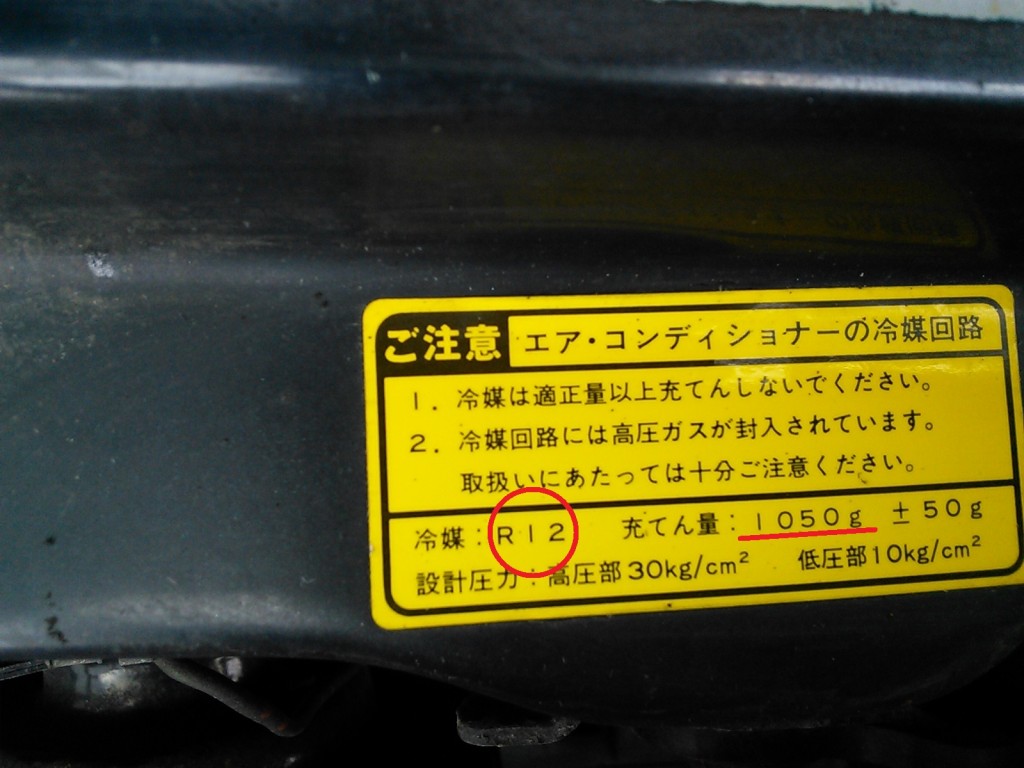 ご注意 エア・コンディショナーの冷媒回路
1. 冷媒は適正量以上充てんしないでください。
2. 冷媒回路には高圧ガスが封入されています。
取扱いにあたっては十分ご注意ください。
冷媒：R12 充てん量：1050g ±50g
設計圧力：高圧部30kg/cm² 低圧部10kg/cm²